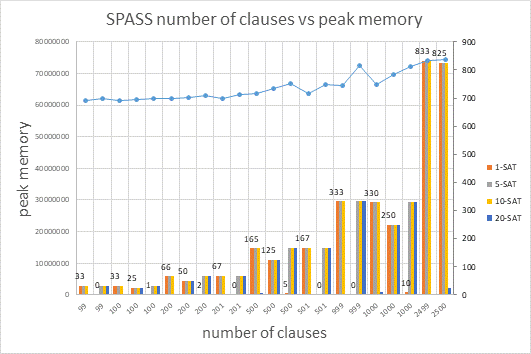 SPASS number of clauses vs peak memory
80000000
70000000
60000000
50000000
40000000
30000000
20000000
10000000
0
peak memory
900
800
700
600
500
400
300
200
100
0
33 0 33 25 1 66 50 2 67 0 165 125 5 167 0 333 0 330 250 10 833 825
99 99 100 100 100 200 200 200 201 201 500 500 500 501 501 999 999 1000 1000 1000 2499 2500
number of clauses
1-SAT
5-SAT
10-SAT
20-SAT